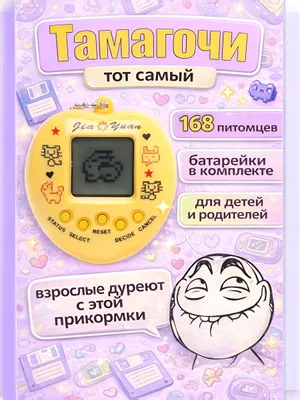 Тамагочи
тот самый
168 питомцев
Jia Yuan
батарейки
в комплекте
для детей
и родителей
STATUS SELECT RESET DECIDE CANCEL
взрослые дуреют
с этой
прикормки